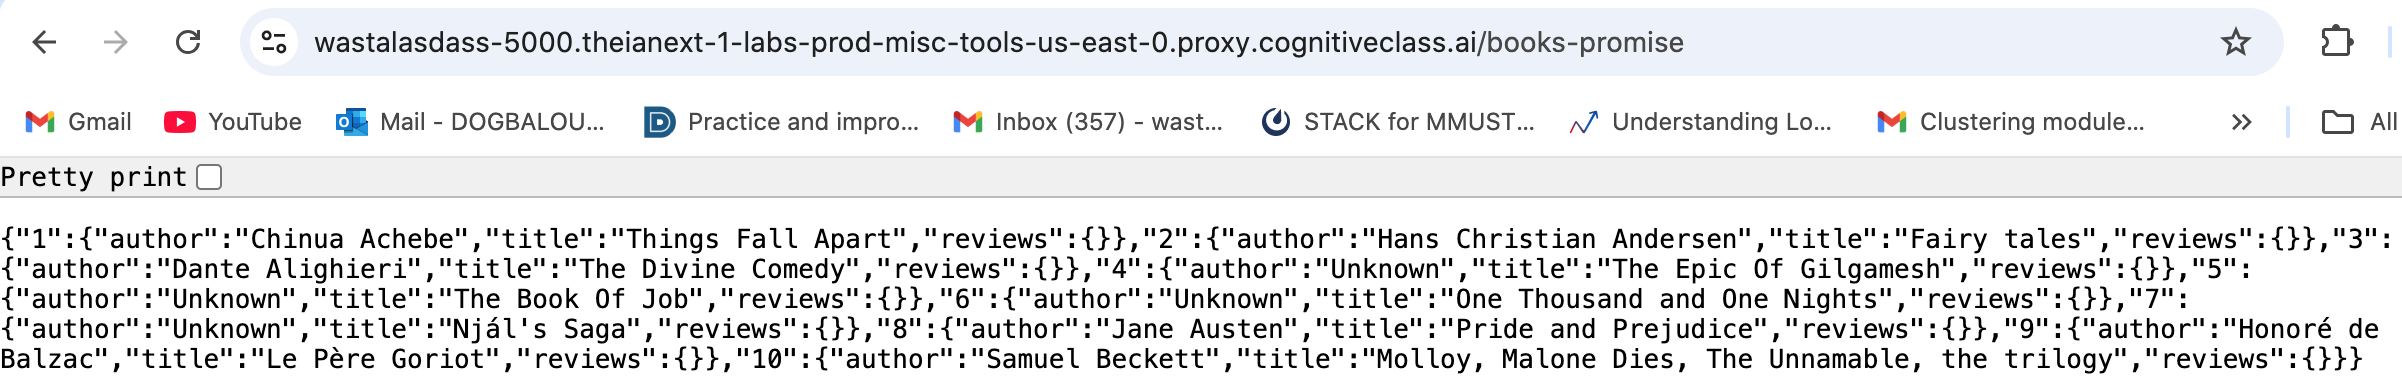 wastalasdass-5000.theianext-1-labs-prod-misc-tools-us-east-0.proxy.cognitiveclass.ai/books-promise
Gmail YouTube Mail - DOGBALOU... Practice and impro... Inbox (357) - wast... STACK for MMUST... Understanding Lo... Clustering module... All
Pretty print
{"1":{"author":"Chinua Achebe","title":"Things Fall Apart","reviews":{}},"2":{"author":"Hans Christian Andersen","title":"Fairy tales","reviews":{}},"3":
{"author":"Dante Alighieri","title":"The Divine Comedy","reviews":{}},"4":{"author":"Unknown","title":"The Epic Of Gilgamesh","reviews":{}},"5":
{"author":"Unknown","title":"The Book Of Job","reviews":{}},"6":{"author":"Unknown","title":"One Thousand and One Nights","reviews":{}},"7":
{"author":"Unknown","title":"Njál's Saga","reviews":{}},"8":{"author":"Jane Austen","title":"Pride and Prejudice","reviews":{}},"9":{"author":"Honoré de
Balzac","title":"Le Père Goriot","reviews":{}},"10":{"author":"Samuel Beckett","title":"Molloy, Malone Dies, The Unnamable, the trilogy","reviews":{}}}